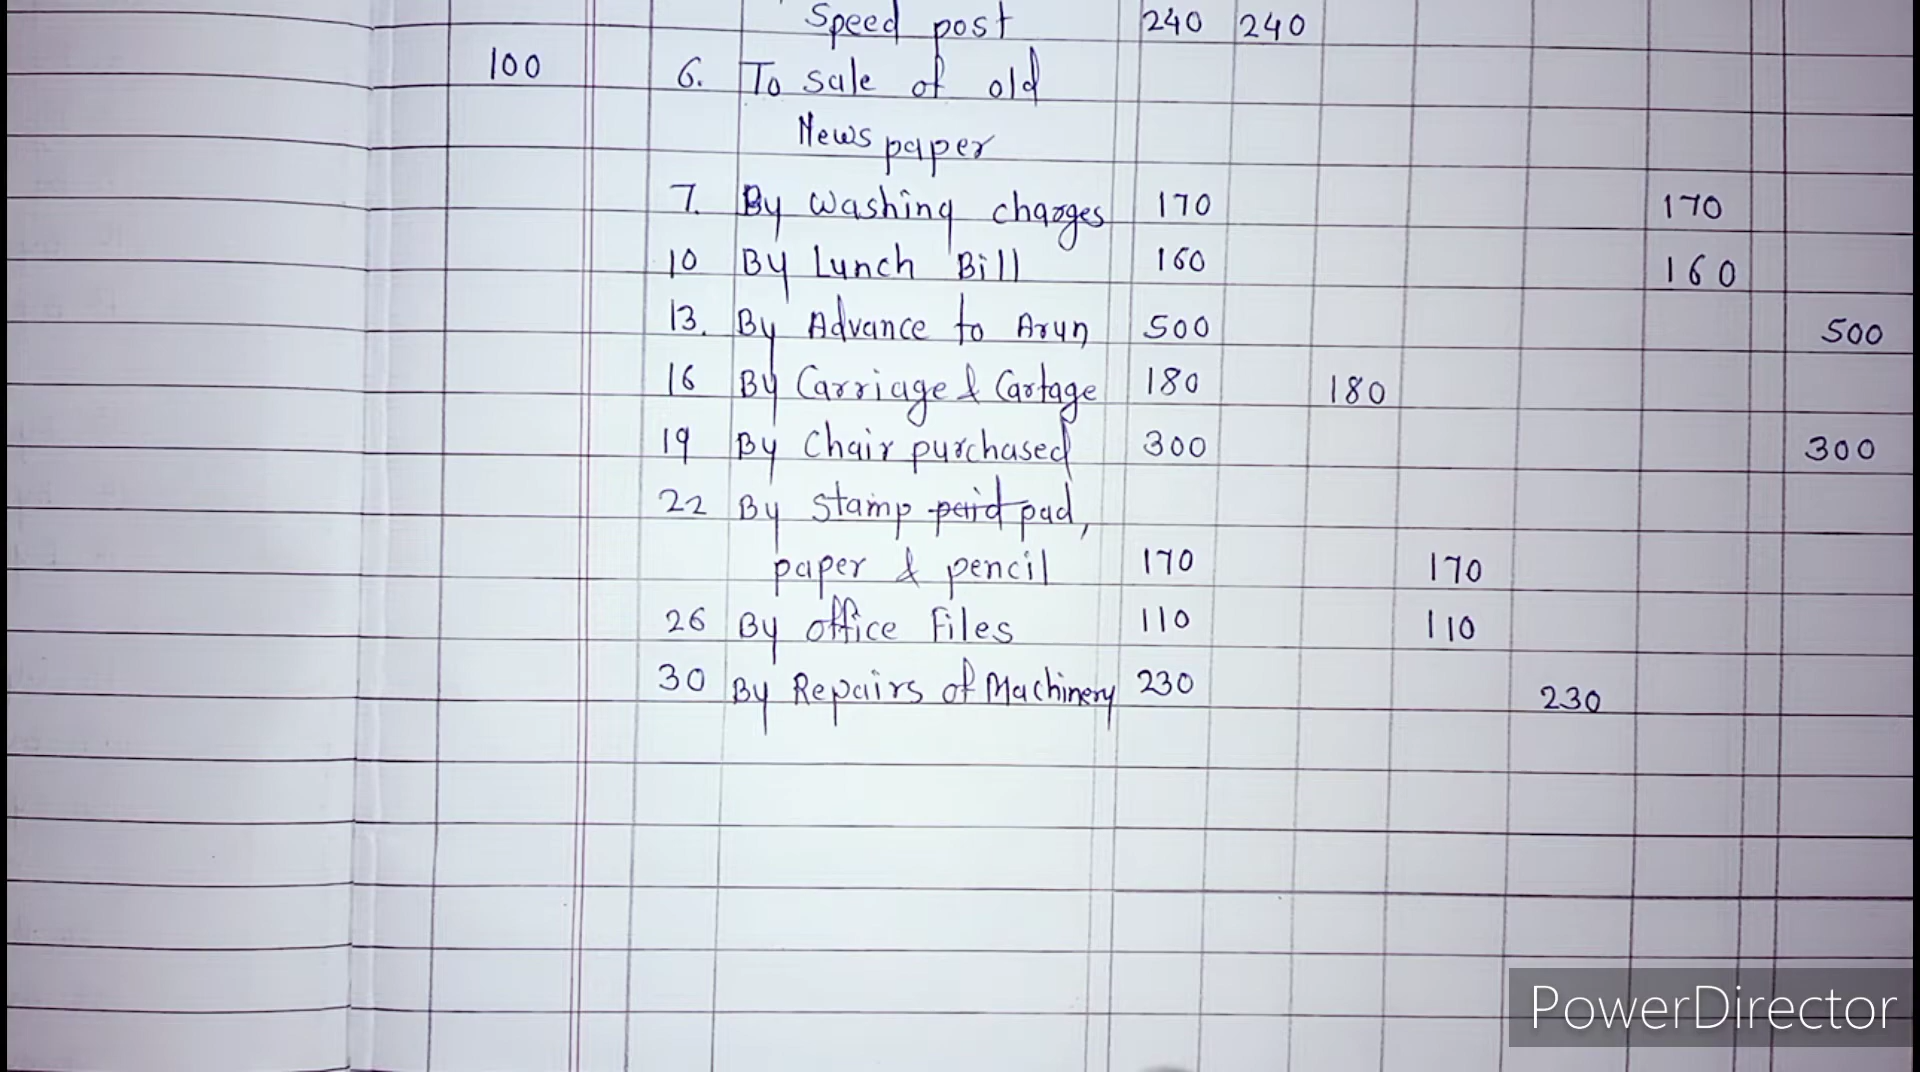 Speed post 240 240
100 6. To sale of old
News paper
7. By Washing charges 170 170
10 By Lunch Bill 160 160
13. By Advance to Arun 500 500
16 By Carriage & Cartage 180 180
19 By Chair purchased 300 300
22 By Stamp paid pad,
paper & pencil 170 170
26 By office Files 110 110
30 By Repairs of Machinery 230 230
PowerDirector